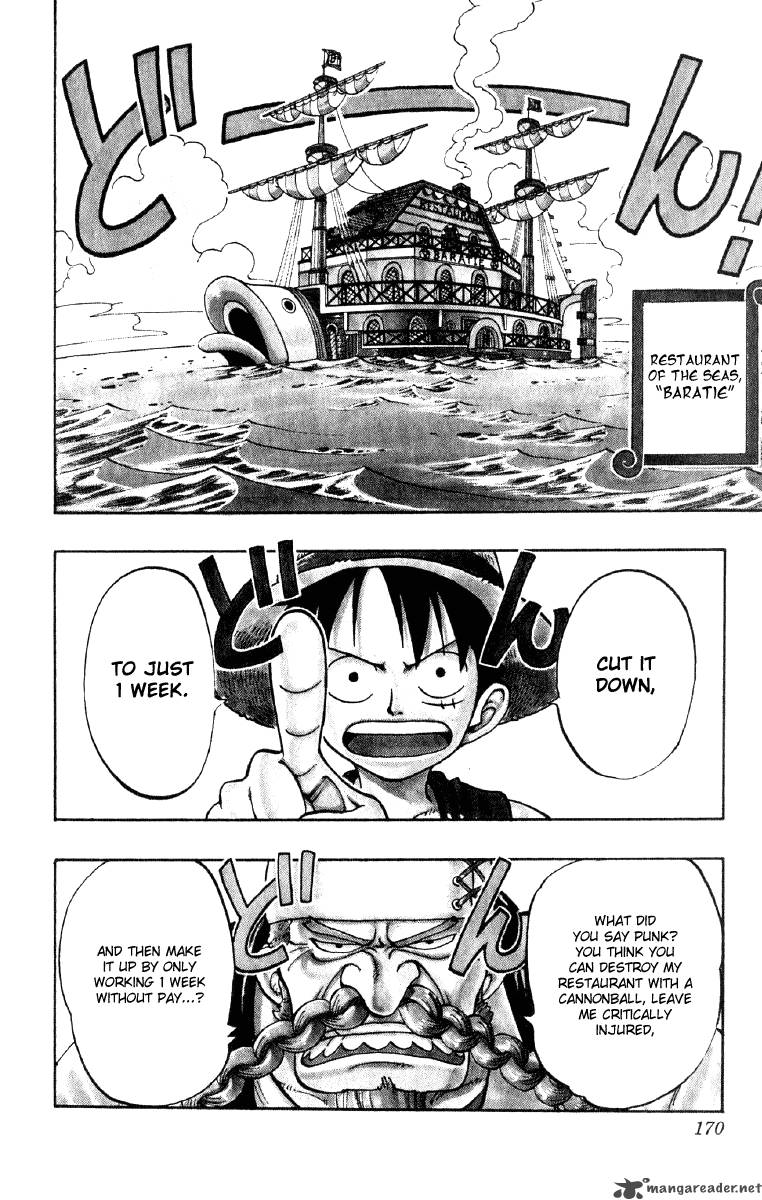 どーん!
RESTAURANT
BARATIE
RESTAURANT
OF THE SEAS,
"BARATIE"
どん
CUT IT
DOWN,
TO JUST
1 WEEK.
どん
WHAT DID
YOU SAY PUNK?
YOU THINK YOU
CAN DESTROY MY
RESTAURANT WITH A
CANNONBALL, LEAVE
ME CRITICALLY
INJURED,
AND THEN MAKE
IT UP BY ONLY
WORKING 1 WEEK
WITHOUT PAY...?
170
mangareader.net